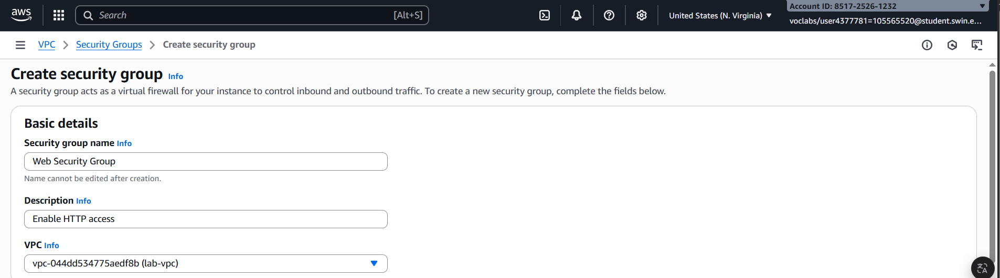 aws
Search [Alt+S]
United States (N. Virginia)
Account ID: 8517-2526-1232
voclabs/user4377781=105565520@student.swin.e...
VPC > Security Groups > Create security group
Create security group Info
A security group acts as a virtual firewall for your instance to control inbound and outbound traffic. To create a new security group, complete the fields below.
Basic details
Security group name Info
Web Security Group
Name cannot be edited after creation.
Description Info
Enable HTTP access
VPC Info
vpc-044dd534775aedf8b (lab-vpc)